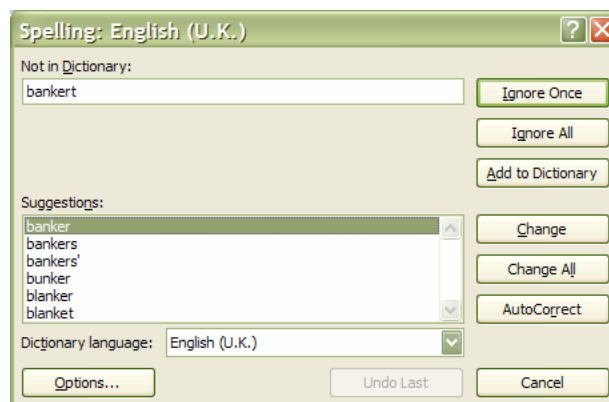 Spelling: English (U.K.)
Not in Dictionary:
bankert
Ignore Once
Ignore All
Add to Dictionary
Suggestions:
banker
bankers
bankers'
bunker
blanker
blanket
Change
Change All
AutoCorrect
Dictionary language: English (U.K.)
Options... Undo Last Cancel